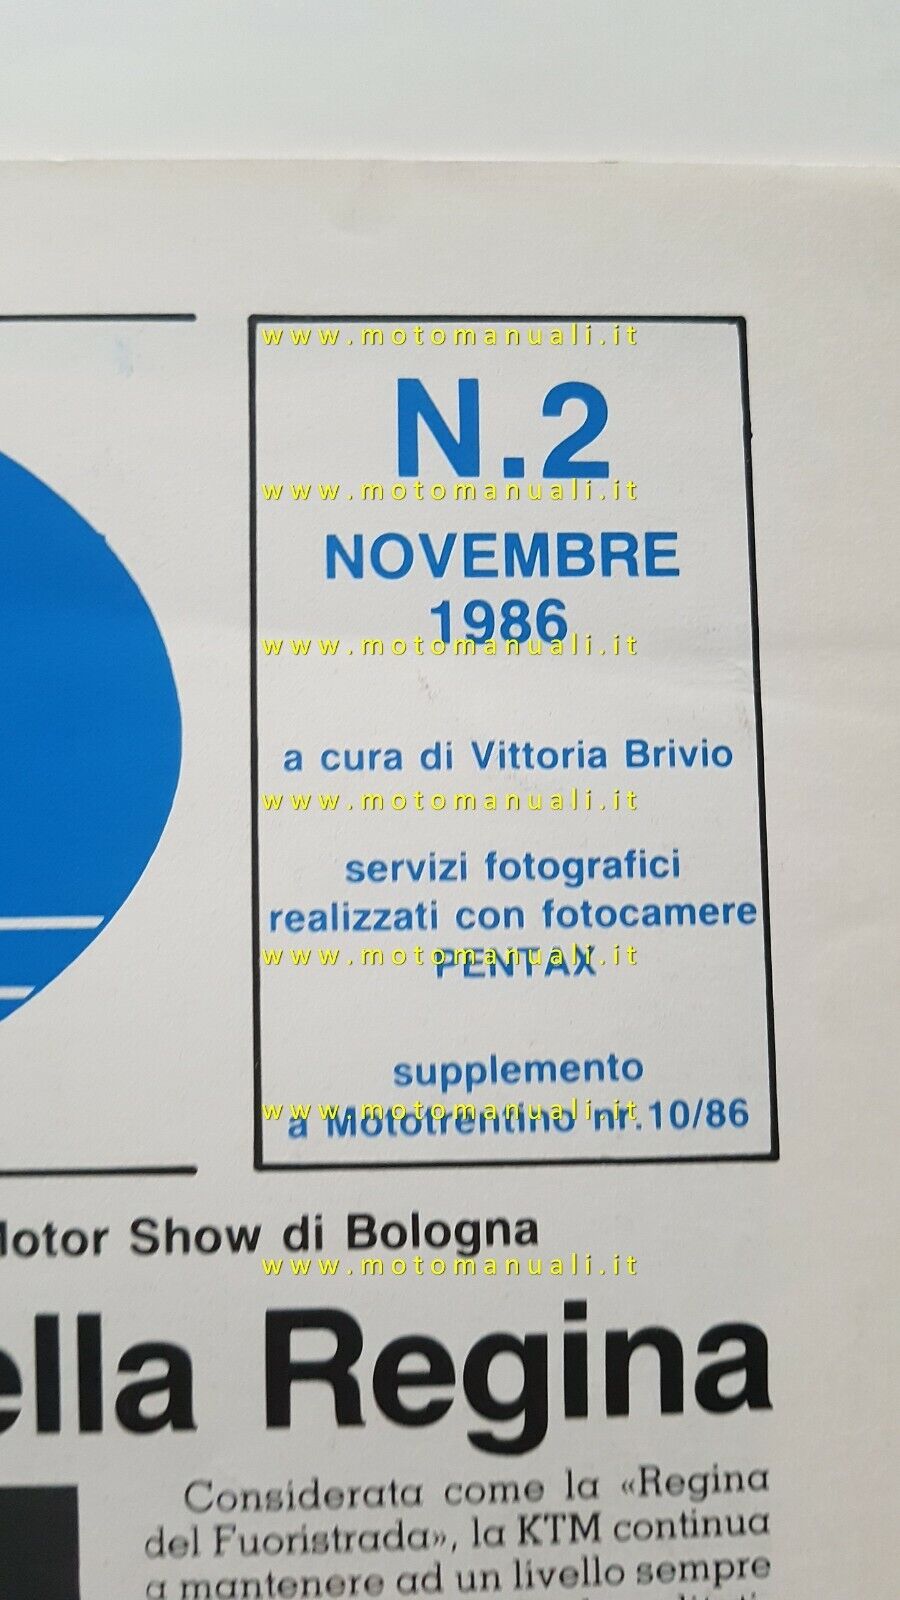 www.motomanuali.it
N.2
www.motomanuali.it
NOVEMBRE
1986
www.motomanuali.it
a cura di Vittoria Brivio
www.motomanuali.it
servizi fotografici
realizzati con fotocamere
www.motomanuali.it
PENTAX
supplemento
www.motomanuali.it
a Mototrentino nr.10/86
Show di Bologna
www.motomanuali.it
Regina
Considerata come la «Regina
del Fuoristrada», la KTM continua
a mantenere ad un livello sempre